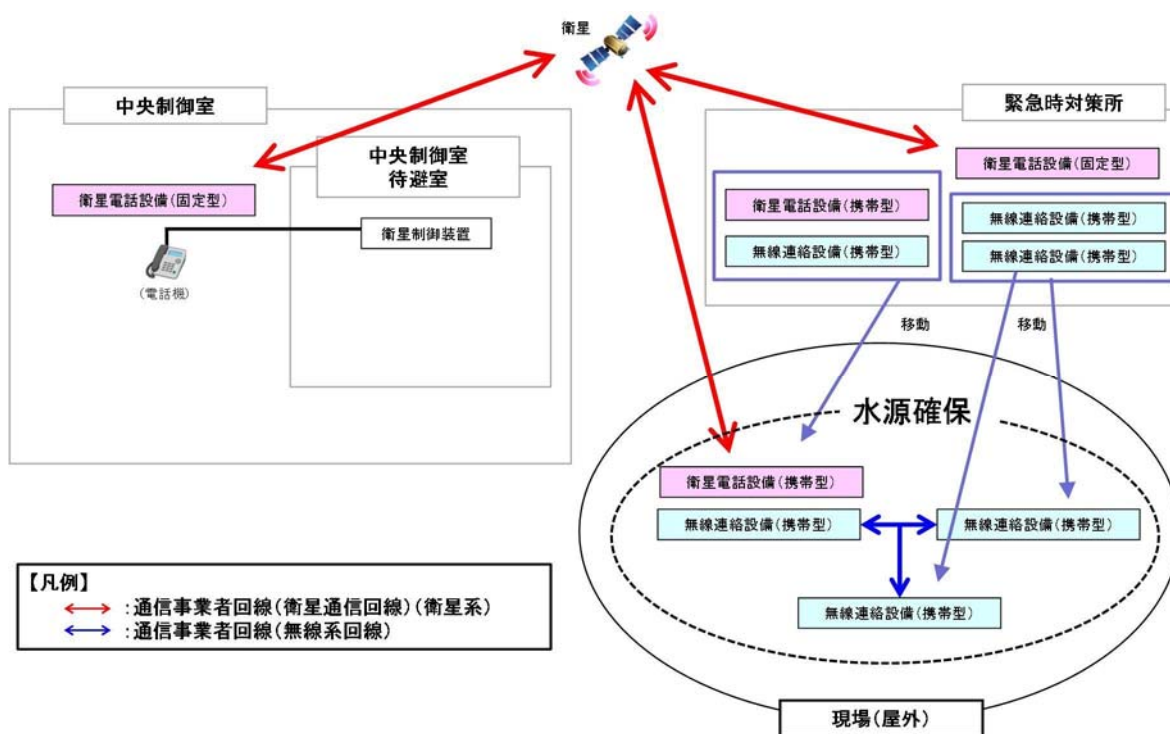 衛星
中央制御室
緊急時対策所
中央制御室
待避室
衛星電話設備(固定型)
衛星電話設備(固定型)
衛星電話設備(携帯型)
無線連絡設備(携帯型)
無線連絡設備(携帯型)
無線連絡設備(携帯型)
衛星制御装置
(電話機)
移動
移動
水源確保
衛星電話設備(携帯型)
無線連絡設備(携帯型)
無線連絡設備(携帯型)
無線連絡設備(携帯型)
【凡例】
:通信事業者回線(衛星通信回線)(衛星系)
:通信事業者回線(無線系回線)
現場(屋外)